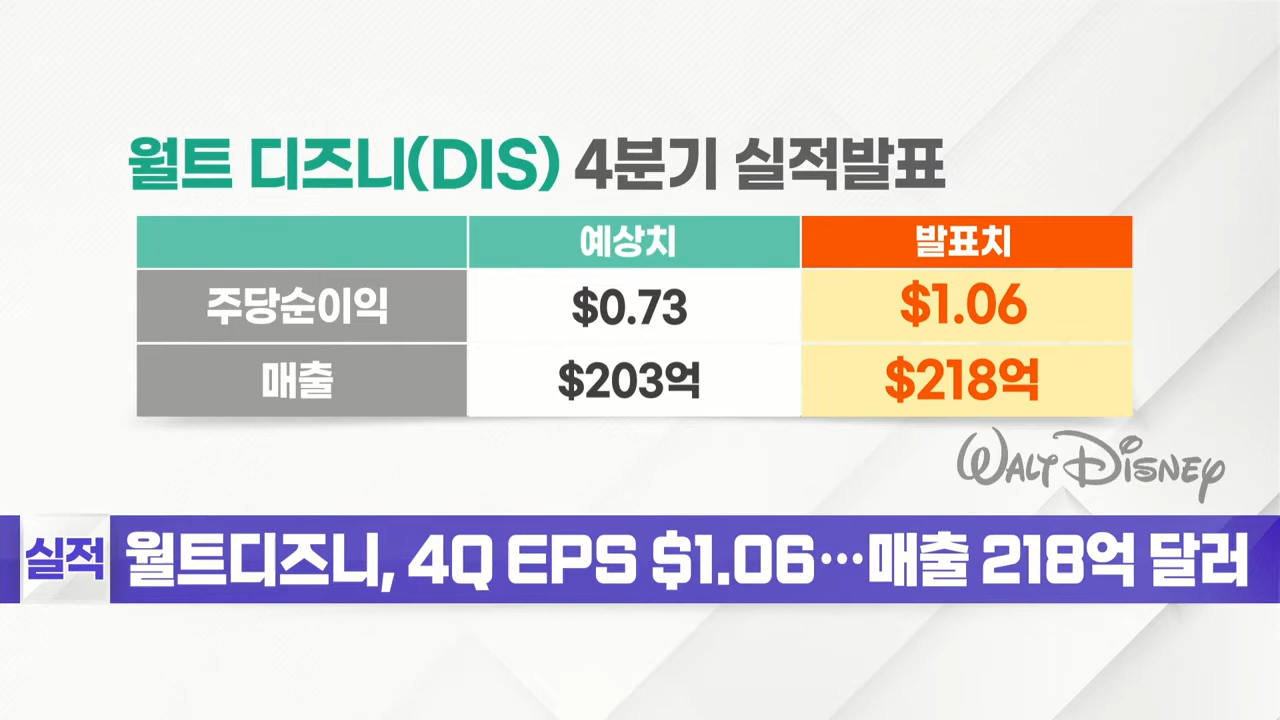 월트 디즈니(DIS) 4분기 실적발표
예상치 발표치
주당순이익 $0.73 $1.06
매출 $203억 $218억
WALT DISNEY
실적 월트디즈니, 4Q EPS $1.06…매출 218억 달러